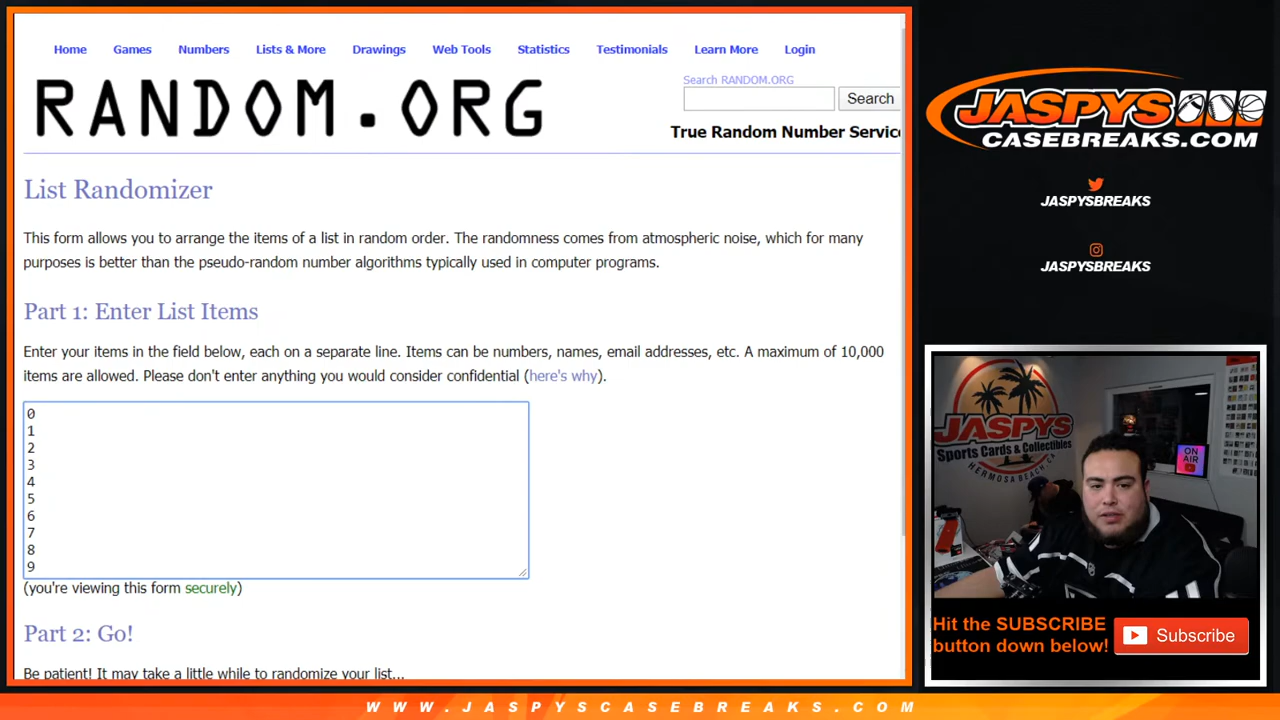 Home Games Numbers Lists & More Drawings Web Tools Statistics Testimonials Learn More Login
RANDOM.ORG
Search RANDOM.ORG
Search
True Random Number Servic
List Randomizer
This form allows you to arrange the items of a list in random order. The randomness comes from atmospheric noise, which for many
purposes is better than the pseudo-random number algorithms typically used in computer programs.
Part 1: Enter List Items
Enter your items in the field below, each on a separate line. Items can be numbers, names, email addresses, etc. A maximum of 10,000
items are allowed. Please don't enter anything you would consider confidential (here's why).
0
1
2
3
4
5
6
7
8
9
(you're viewing this form securely)
Part 2: Go!
Be patient! It may take a little while to randomize your list...
JASPYS
CASEBREAKS.COM
JASPYSBREAKS
JASPYSBREAKS
JASPYS
Sports Cards & Collectibles
HERMOSA BEACH, CA
ON
AIR
Hit the SUBSCRIBE
button down below!
Subscribe
WWW.JASPYSCASEBREAKS.COM